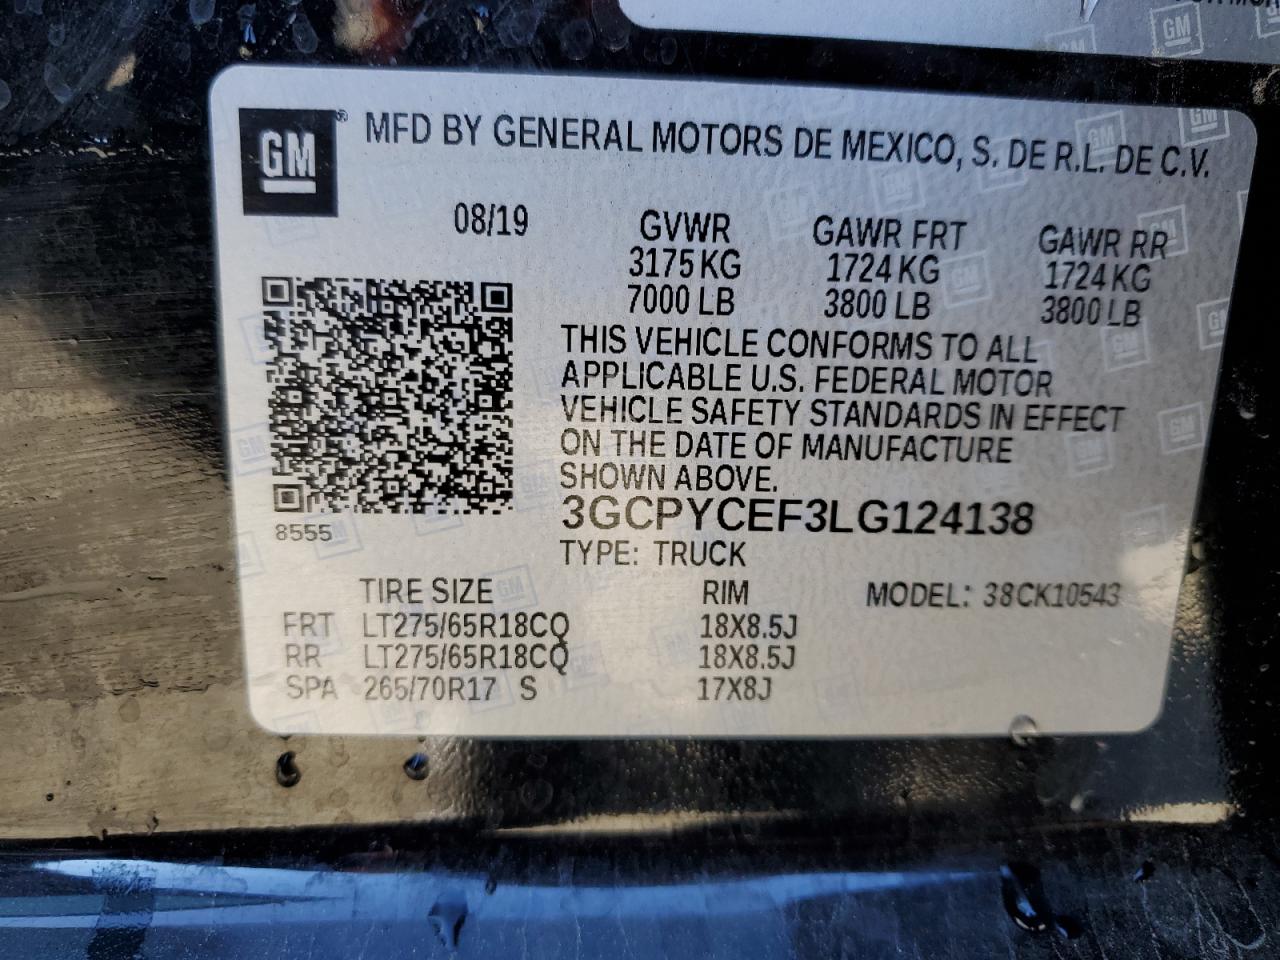 GM® MFD BY GENERAL MOTORS DE MEXICO, S. DE R.L. DE C.V.
08/19 GVWR GAWR FRT GAWR RR
3175 KG 1724 KG 1724 KG
7000 LB 3800 LB 3800 LB
THIS VEHICLE CONFORMS TO ALL
APPLICABLE U.S. FEDERAL MOTOR
VEHICLE SAFETY STANDARDS IN EFFECT
ON THE DATE OF MANUFACTURE
SHOWN ABOVE.
8555 3GCPYCEF3LG124138
TYPE: TRUCK
TIRE SIZE RIM MODEL: 38CK10543
FRT LT275/65R18CQ 18X8.5J
RR LT275/65R18CQ 18X8.5J
SPA 265/70R17 S 17X8J